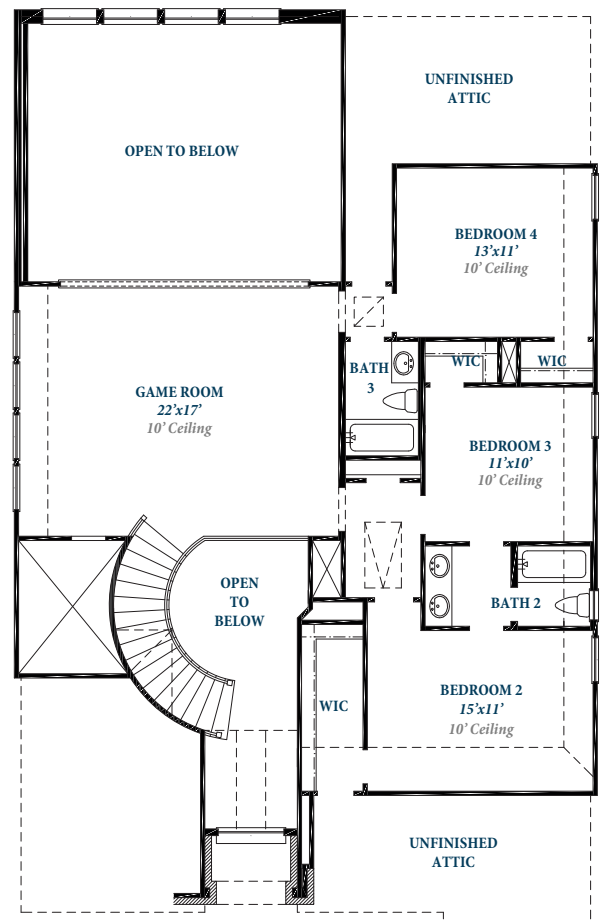 UNFINISHED
ATTIC
OPEN TO BELOW
BEDROOM 4
13'x11'
10' Ceiling
WIC
WIC
BATH
3
GAME ROOM
22'x17'
10' Ceiling
BEDROOM 3
11'x10'
10' Ceiling
OPEN
TO
BELOW
BATH 2
BEDROOM 2
15'x11'
10' Ceiling
WIC
UNFINISHED
ATTIC